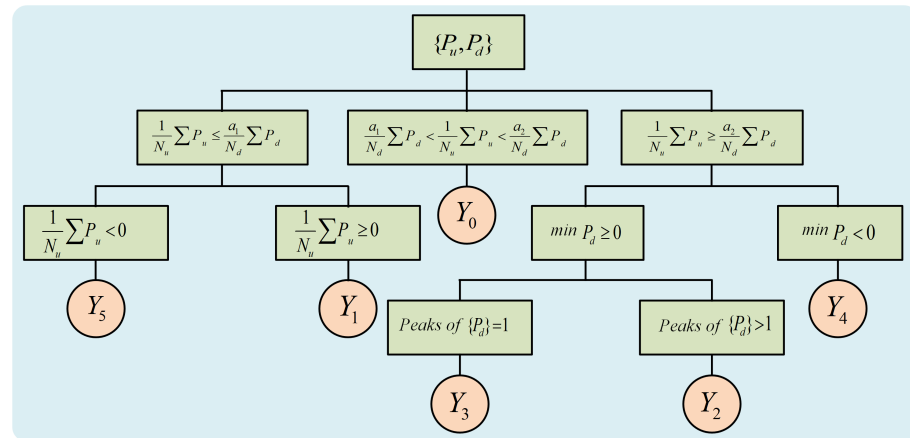 {P_u, P_d}
1/N_u ∑ P_u ≤ a_1/N_d ∑ P_d
a_1/N_d ∑ P_d < 1/N_u ∑ P_u < a_2/N_d ∑ P_d
1/N_u ∑ P_u ≥ a_2/N_d ∑ P_d
1/N_u ∑ P_u < 0
1/N_u ∑ P_u ≥ 0
Y_0
min P_d ≥ 0
min P_d < 0
Y_5
Y_1
Peaks of {P_d}=1
Peaks of {P_d}>1
Y_4
Y_3
Y_2